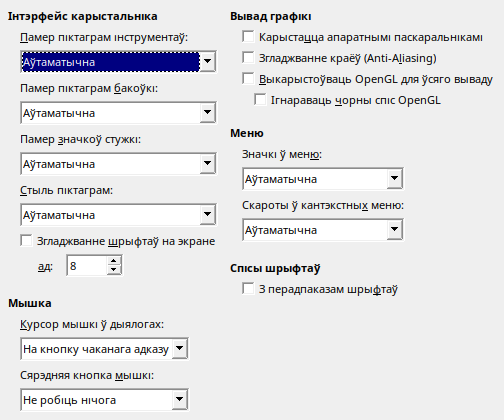 Інтэрфейс карыстальніка
Памер піктаграм інструментаў:
Аўтаматычна
Памер піктаграм бакоўкі:
Аўтаматычна
Памер значкоў стужкі:
Аўтаматычна
Стыль піктаграм:
Аўтаматычна
Згладжванне шрыфтаў на экране
ад: 8
Мышка
Курсор мышкі ў дыялогах:
На кнопку чаканага адказу
Сярэдняя кнопка мышкі:
Не робіць нічога
Вывад графікі
Карыстацца апаратнымі паскаральнікамі
Згладжванне краёў (Anti-Aliasing)
Выкарыстоўваць OpenGL для ўсяго вываду
Ігнараваць чорны спіс OpenGL
Меню
Значкі ў меню:
Аўтаматычна
Скароты ў кантэкстных меню:
Аўтаматычна
Спісы шрыфтаў
З перадпаказам шрыфтаў